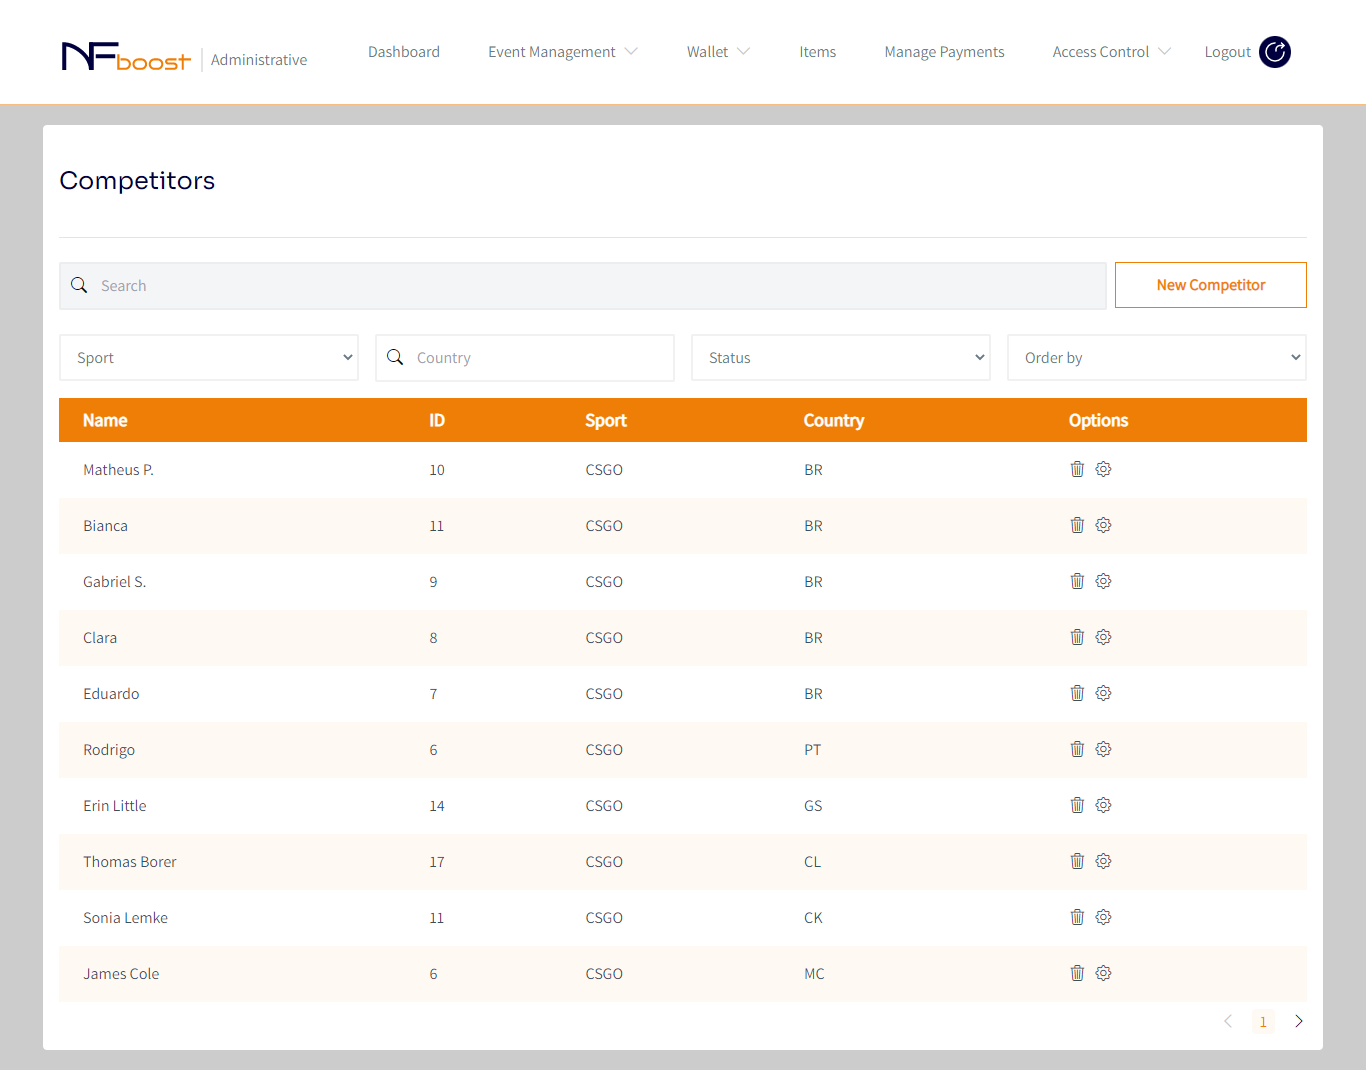 NFboost Administrative Dashboard Event Management Wallet Items Manage Payments Access Control Logout
Competitors
Search New Competitor
Sport Country Status Order by
Name ID Sport Country Options
Matheus P. 10 CSGO BR
Bianca 11 CSGO BR
Gabriel S. 9 CSGO BR
Clara 8 CSGO BR
Eduardo 7 CSGO BR
Rodrigo 6 CSGO PT
Erin Little 14 CSGO GS
Thomas Borer 17 CSGO CL
Sonia Lemke 11 CSGO CK
James Cole 6 CSGO MC
1